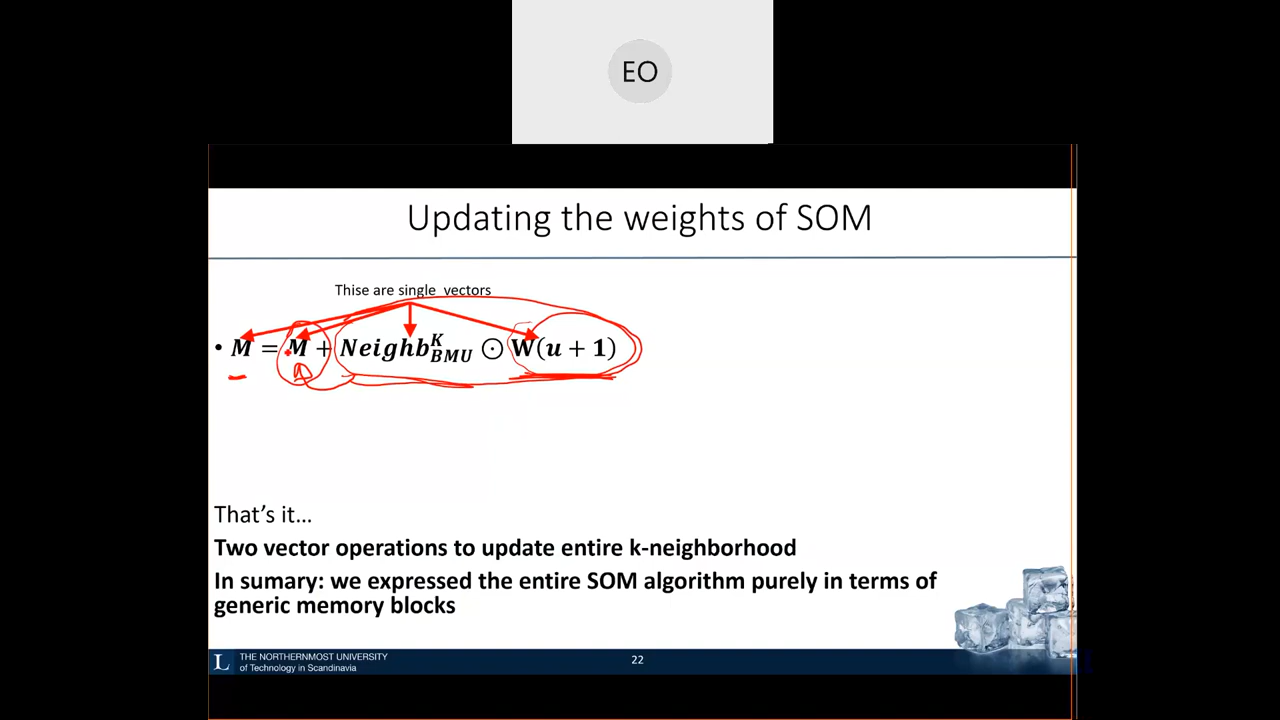 EO
Updating the weights of SOM
Thise are single vectors
• M = M + Neighb_{BMU}^{K} ⊙ W(u + 1)
That's it...
Two vector operations to update entire k-neighborhood
In sumary: we expressed the entire SOM algorithm purely in terms of
generic memory blocks
L THE NORTHERNMOST UNIVERSITY
of Technology in Scandinavia
22